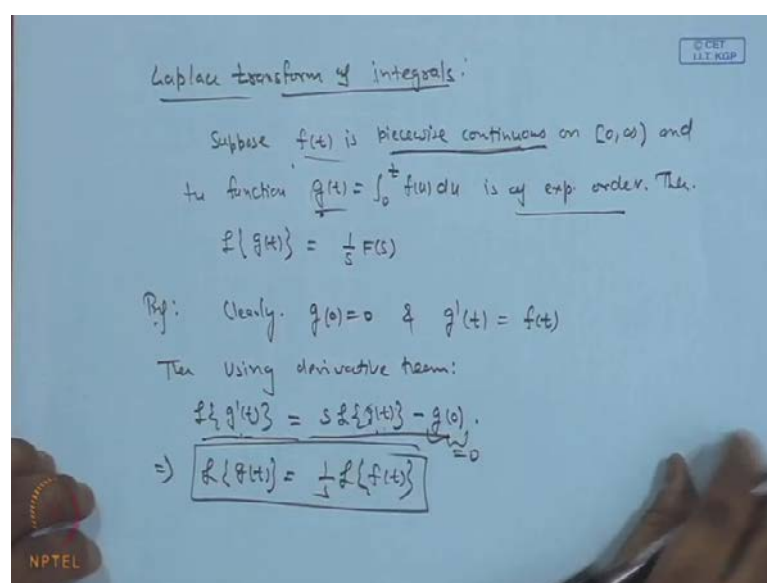 © CET
I.I.T. KGP
Laplace transform of integrals:
Suppose f(t) is piecewise continuous on [0,∞) and
the function g(t) = ∫₀ᵗ f(u) du is of exp. order. Then.
ℒ{g(t)} = 1/s F(s)
Prf: Clearly. g(0)=0 & g'(t) = f(t)
Then using derivative theorem:
ℒ{g'(t)} = s ℒ{g(t)} - g(0).
=0
⇒ ℒ{g(t)} = 1/s ℒ{f(t)}
NPTEL